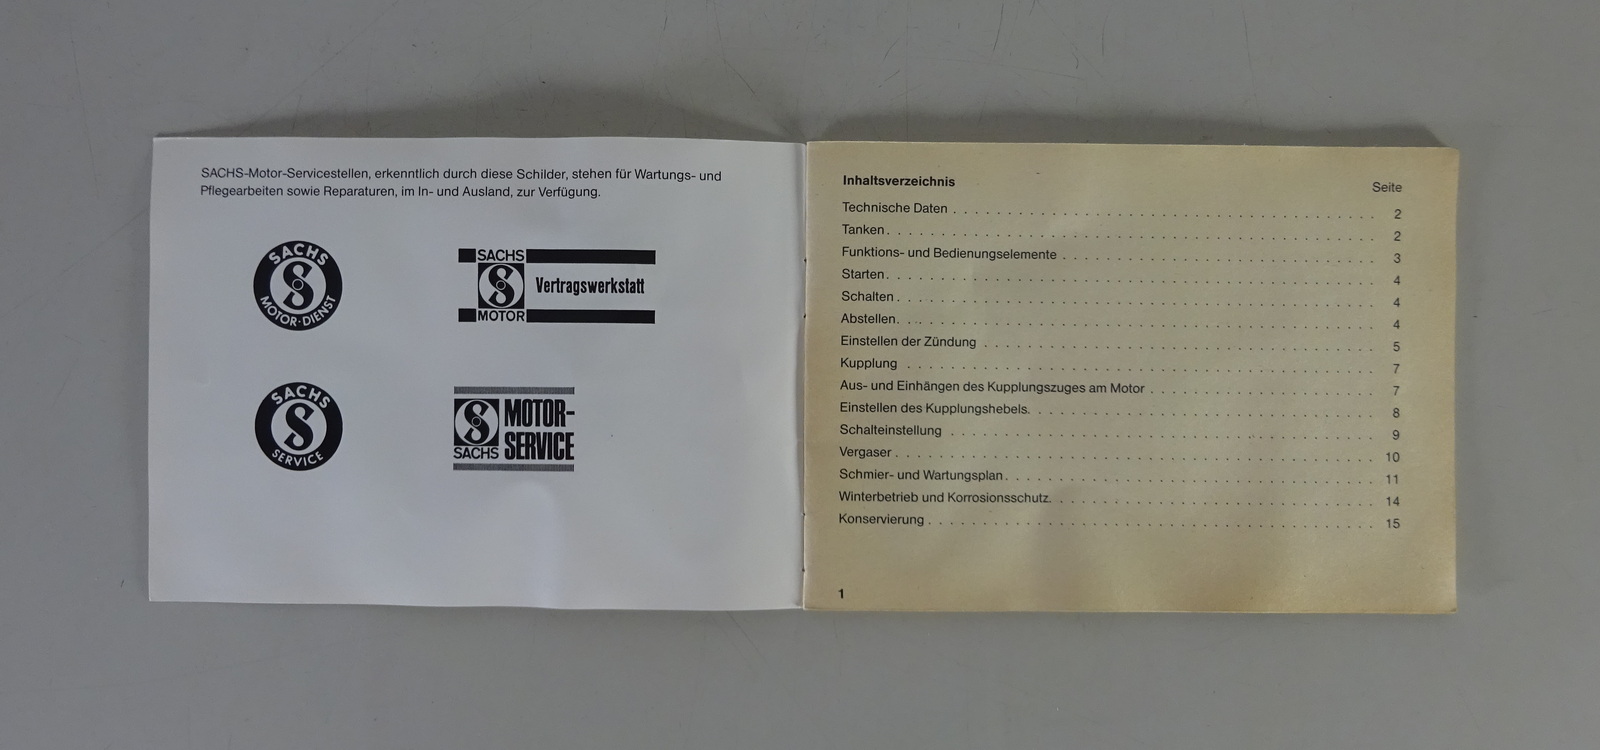 SACHS-Motor-Servicestellen, erkenntlich durch diese Schilder, stehen für Wartungs- und
Pflegearbeiten sowie Reparaturen, im In- und Ausland, zur Verfügung.
SACHS
MOTOR·DIENST
SACHS
Vertragswerkstatt
MOTOR
SACHS
SERVICE
MOTOR-
SERVICE
SACHS
Inhaltsverzeichnis
Seite
Technische Daten . . . . . . . . . . 2
Tanken . . . . . . . . . . 2
Funktions- und Bedienungselemente . . . . . . . . . . 3
Starten . . . . . . . . . . 4
Schalten . . . . . . . . . . 4
Abstellen . . . . . . . . . . 4
Einstellen der Zündung . . . . . . . . . . 5
Kupplung . . . . . . . . . . 7
Aus- und Einhängen des Kupplungszuges am Motor . . . . . . . . . . 7
Einstellen des Kupplungshebels . . . . . . . . . . 8
Schalteinstellung . . . . . . . . . . 9
Vergaser . . . . . . . . . . 10
Schmier- und Wartungsplan . . . . . . . . . . 11
Winterbetrieb und Korrosionsschutz . . . . . . . . . . 14
Konservierung . . . . . . . . . . 15
1